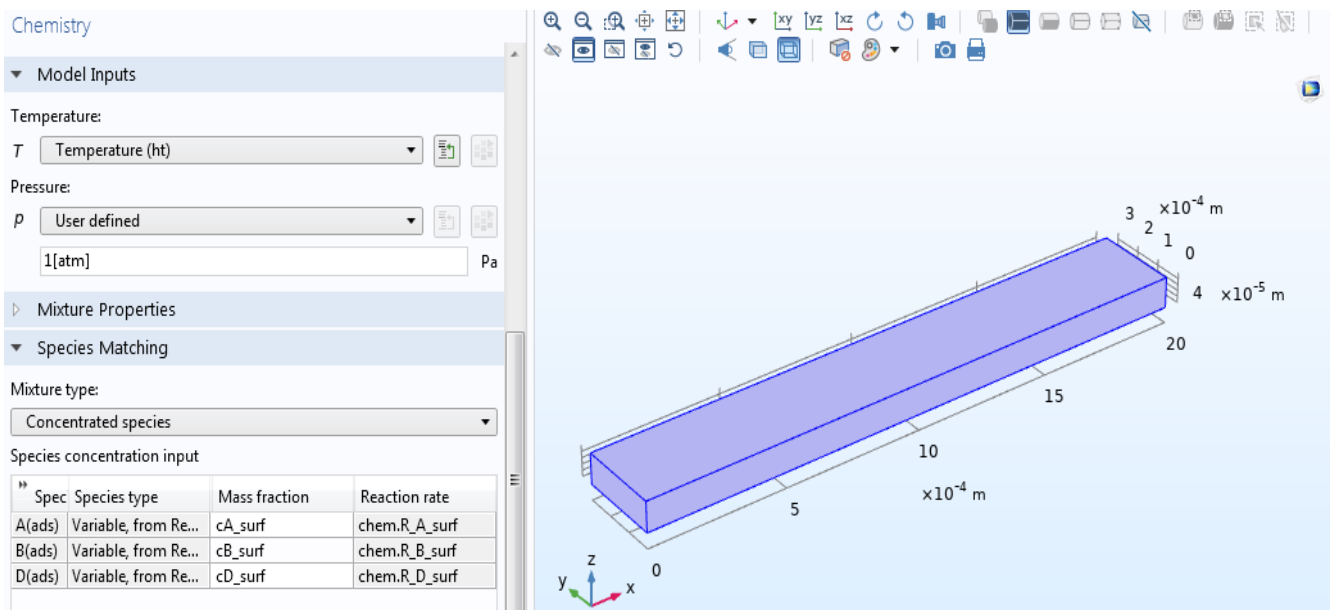 Chemistry
Model Inputs
Temperature:
T Temperature (ht)
Pressure:
p User defined
1[atm] Pa
Mixture Properties
Species Matching
Mixture type:
Concentrated species
Species concentration input
Spec Species type Mass fraction Reaction rate
A(ads) Variable, from Re... cA_surf chem.R_A_surf
B(ads) Variable, from Re... cB_surf chem.R_B_surf
D(ads) Variable, from Re... cD_surf chem.R_D_surf
xy yz xz
3 ×10⁻⁴ m
2
1
0
4 ×10⁻⁵ m
20
15
10
×10⁻⁴ m
5
0
z
y x